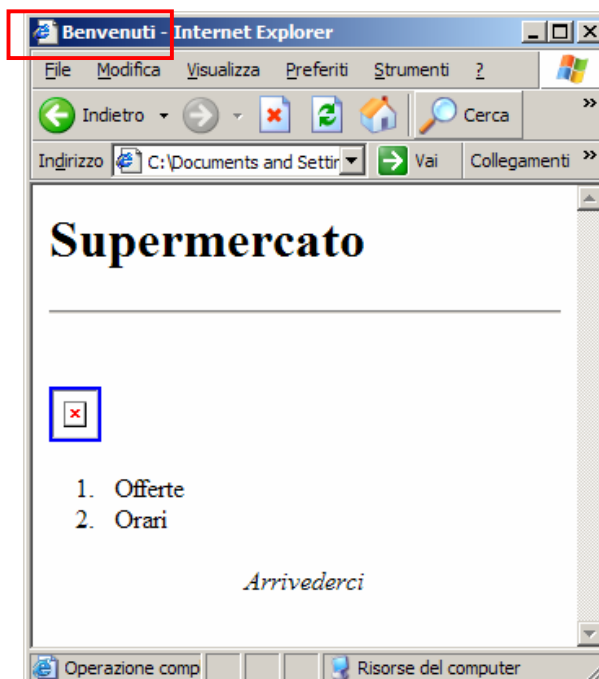 Benvenuti - Internet Explorer
File Modifica Visualizza Preferiti Strumenti ?
Indietro Cerca »
Indirizzo C:\Documents and Settin Vai Collegamenti »
Supermercato
1. Offerte
2. Orari
Arrivederci
Operazione comp Risorse del computer